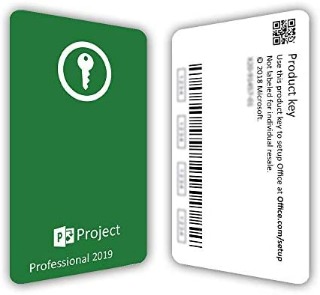 Project
Professional 2019
Product key
Use this product key to setup Office at Office.com/setup
Not labeled for individual resale.
© 2018 Microsoft.